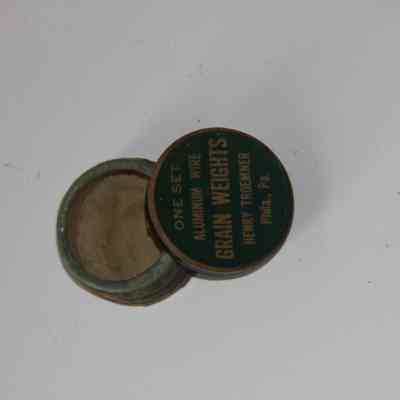 ONE SET
ALUMINUM WIRE
GRAIN WEIGHTS
HENRY TROEMNER
Phila., Pa.